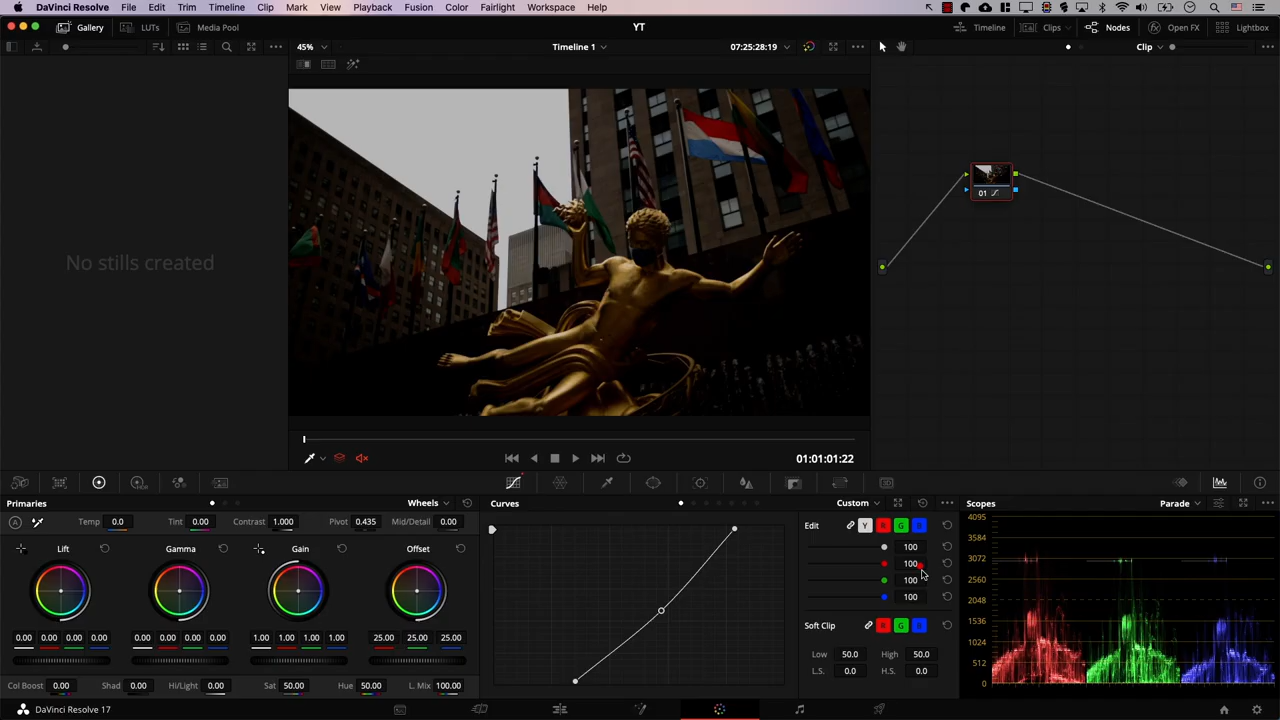 DaVinci Resolve File Edit Trim Timeline Clip Mark View Playback Fusion Color Fairlight Workspace Help
Gallery LUTs Media Pool YT Timeline Clips Nodes Open FX Lightbox
45% Timeline 1 07:25:28:19 Clip
No stills created
01
01:01:01:22
Primaries Wheels Curves Custom Scopes Parade
Temp 0.0 Tint 0.00 Contrast 1.000 Pivot 0.435 Mid/Detail 0.00
Lift Gamma Gain Offset
0.00 0.00 0.00 0.00 0.00 0.00 0.00 0.00 1.00 1.00 1.00 1.00 25.00 25.00 25.00
Col Boost 0.00 Shad 0.00 Hi/Light 0.00 Sat 50.00 Hue 50.00 L. Mix 100.00
Edit Y R G B
100
100
100
100
Soft Clip R G B
Low 50.0 High 50.0
L.S. 0.0 H.S. 0.0
4095
3584
3072
2560
2048
1536
1024
512
0
DaVinci Resolve 17